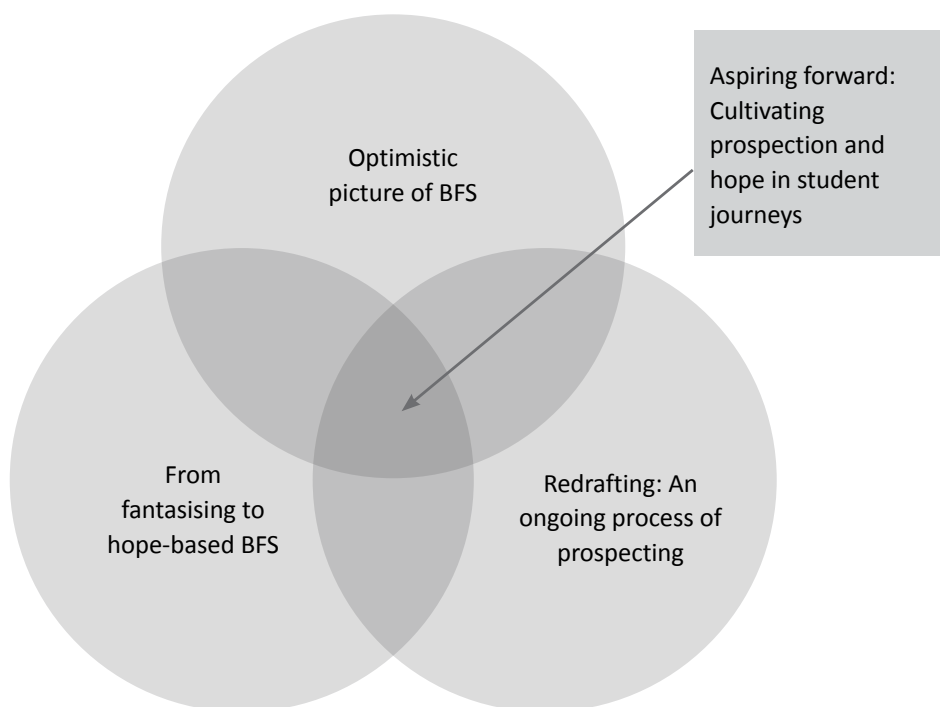 Optimistic
picture of BFS
Aspiring forward:
Cultivating
prospection and
hope in student
journeys
From
fantasising to
hope-based BFS
Redrafting: An
ongoing process of
prospecting